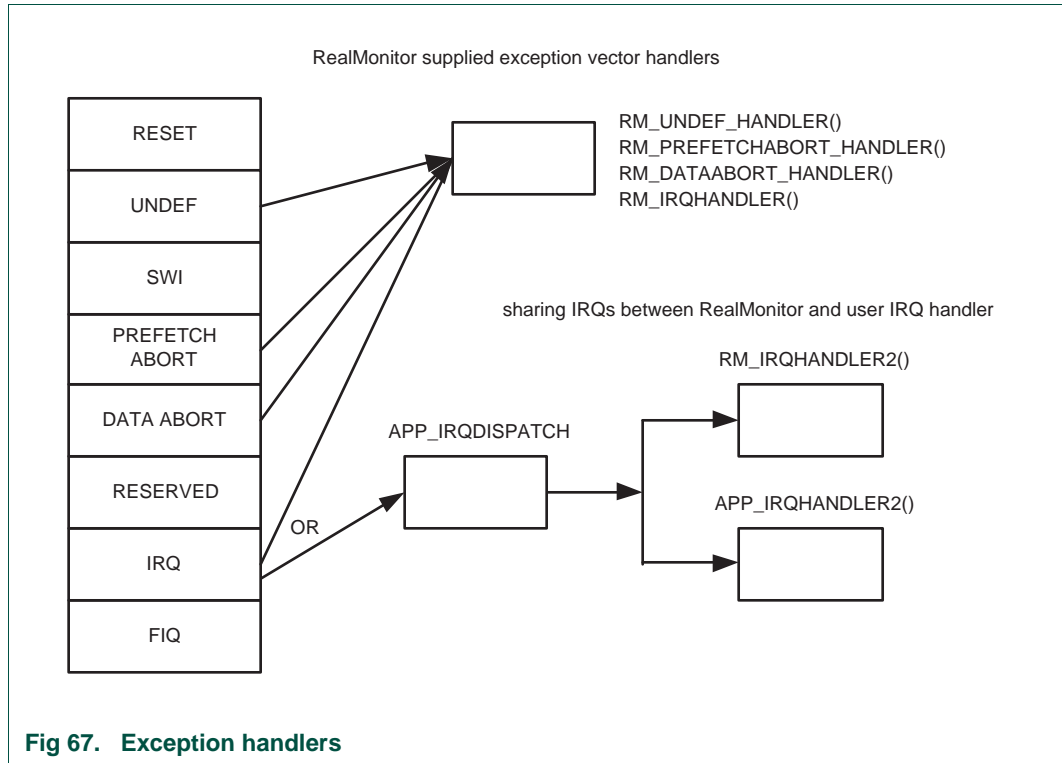 RealMonitor supplied exception vector handlers
RESET
UNDEF
SWI
PREFETCH
ABORT
DATA ABORT
RESERVED
IRQ
FIQ
RM_UNDEF_HANDLER()
RM_PREFETCHABORT_HANDLER()
RM_DATAABORT_HANDLER()
RM_IRQHANDLER()
sharing IRQs between RealMonitor and user IRQ handler
RM_IRQHANDLER2()
APP_IRQDISPATCH
APP_IRQHANDLER2()
OR
Fig 67. Exception handlers